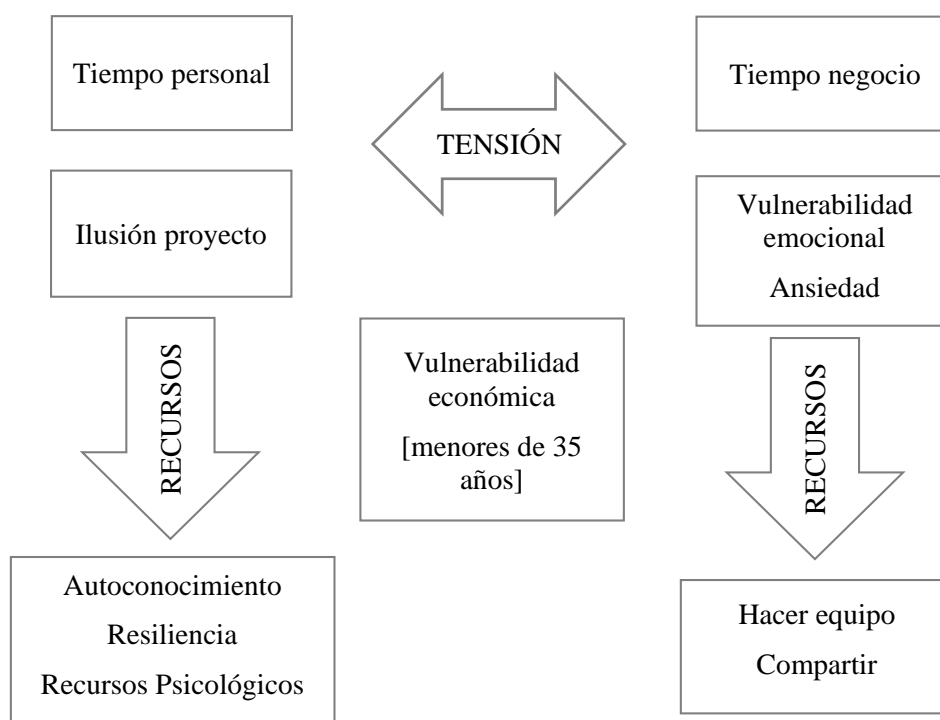 Tiempo personal
TENSIÓN
Tiempo negocio
Ilusión proyecto
Vulnerabilidad
emocional
Ansiedad
RECURSOS
Vulnerabilidad
económica
[menores de 35
años]
RECURSOS
Autoconocimiento
Resiliencia
Recursos Psicológicos
Hacer equipo
Compartir